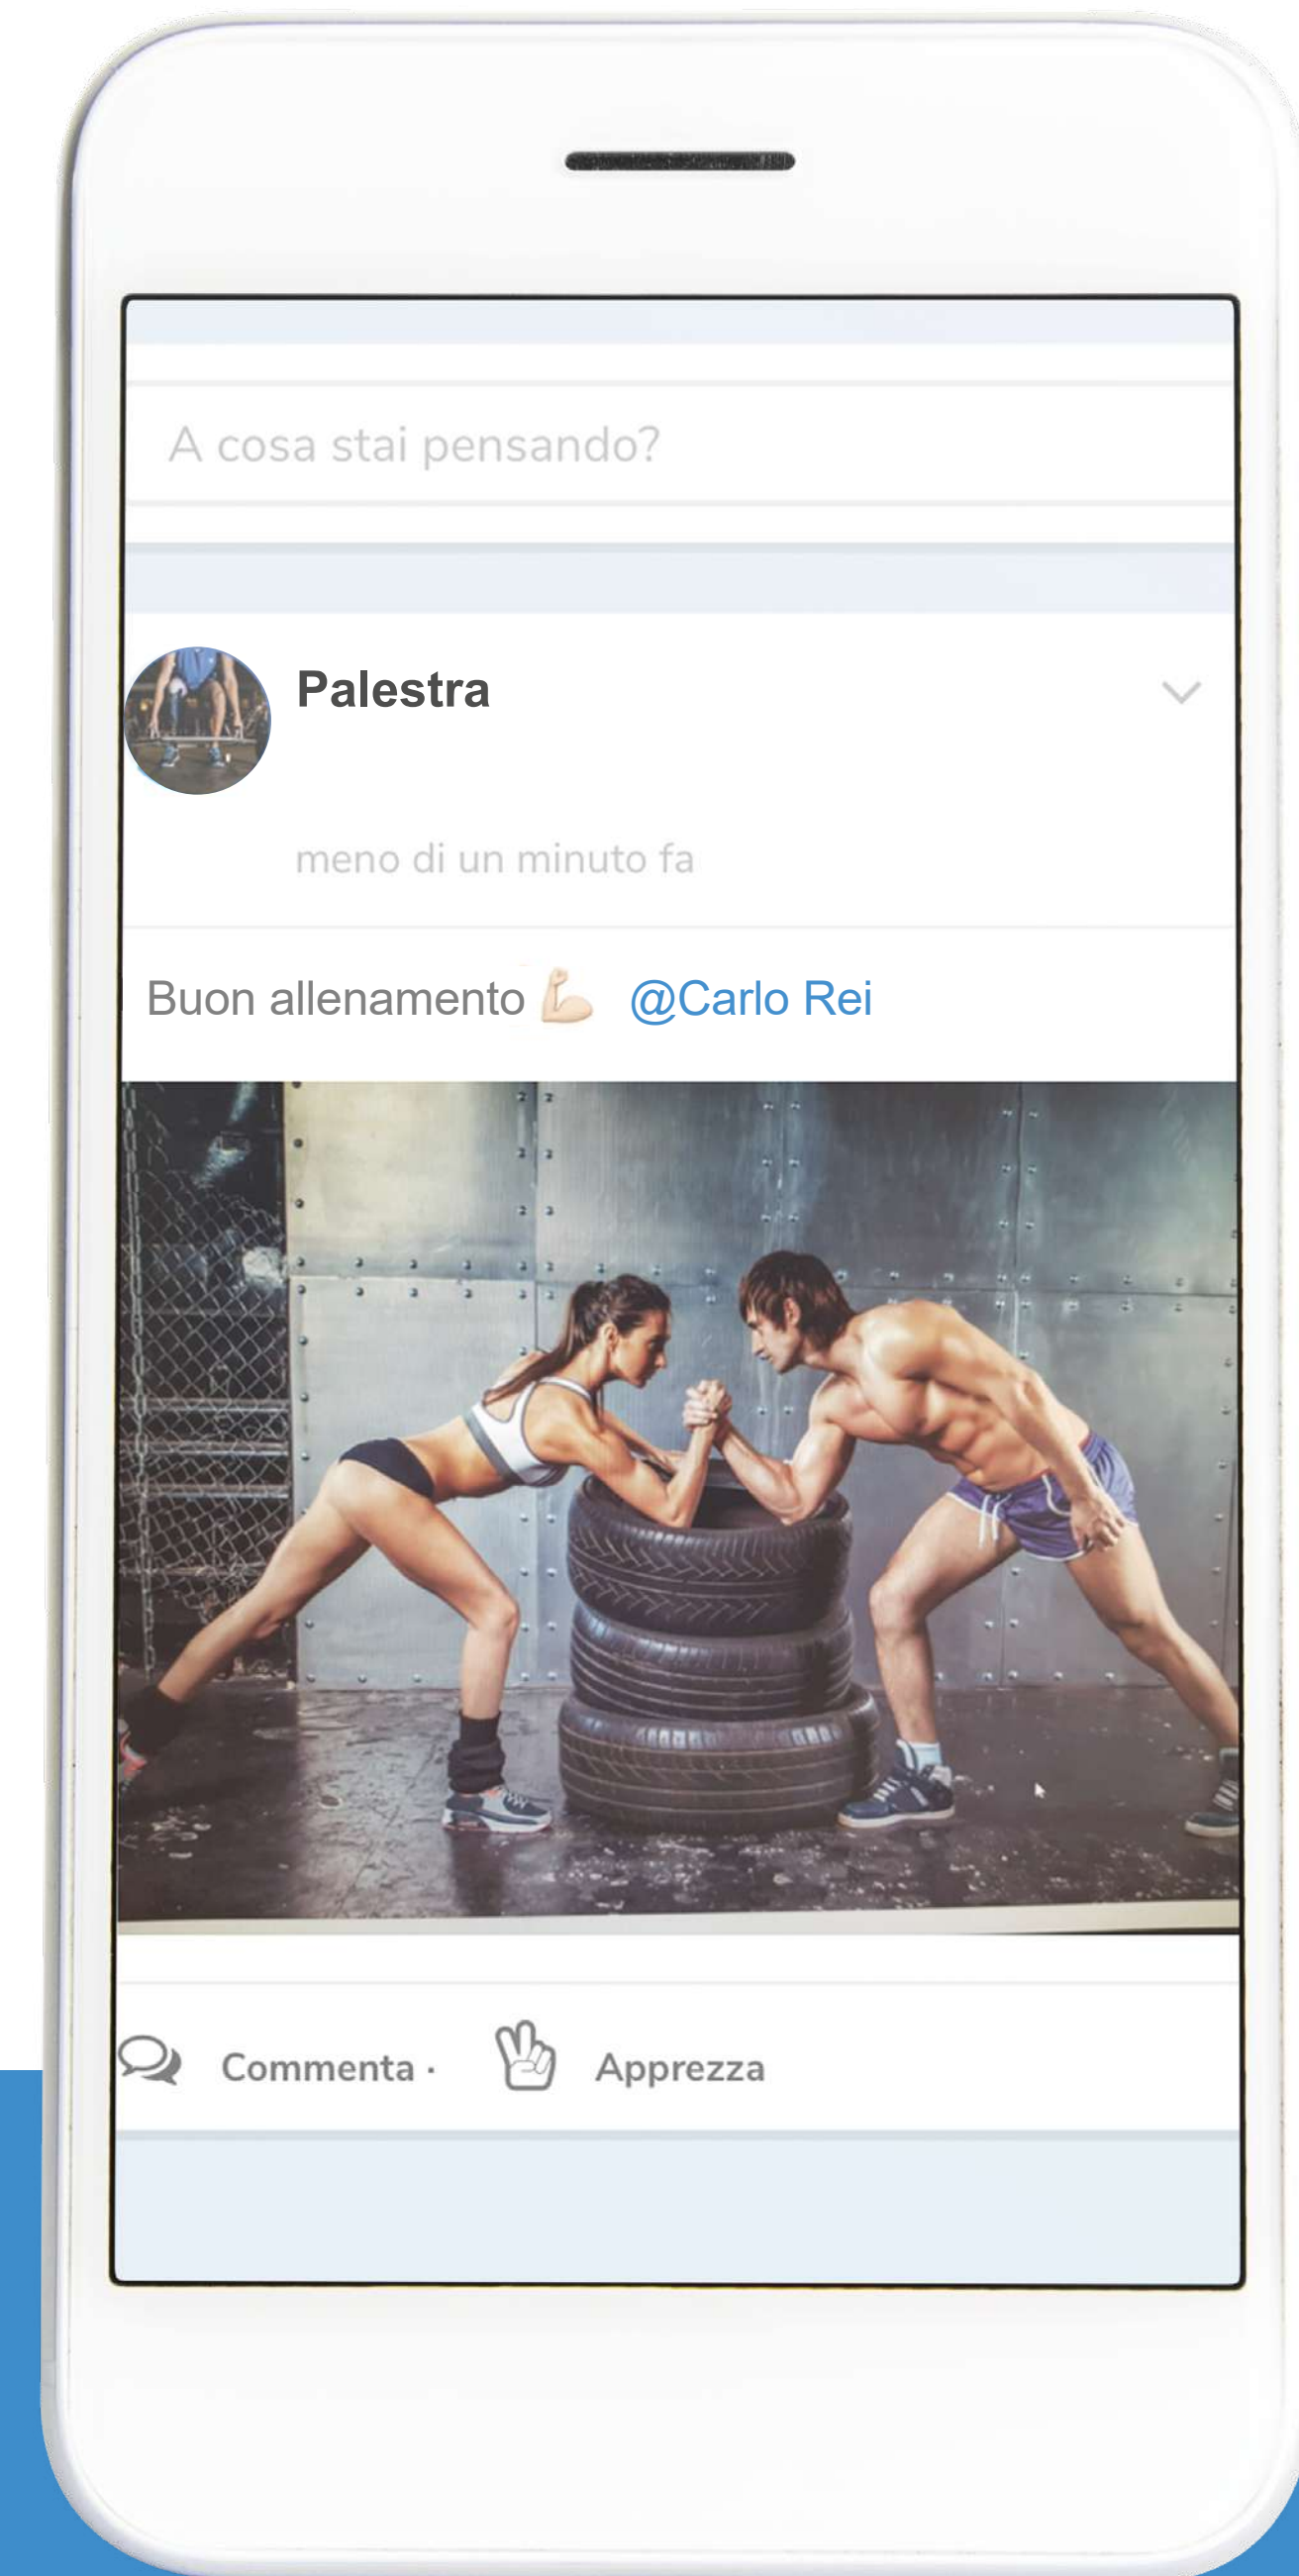 A cosa stai pensando?
Palestra
meno di un minuto fa
Buon allenamento 💪🏻 @Carlo Rei
Commenta · Apprezza